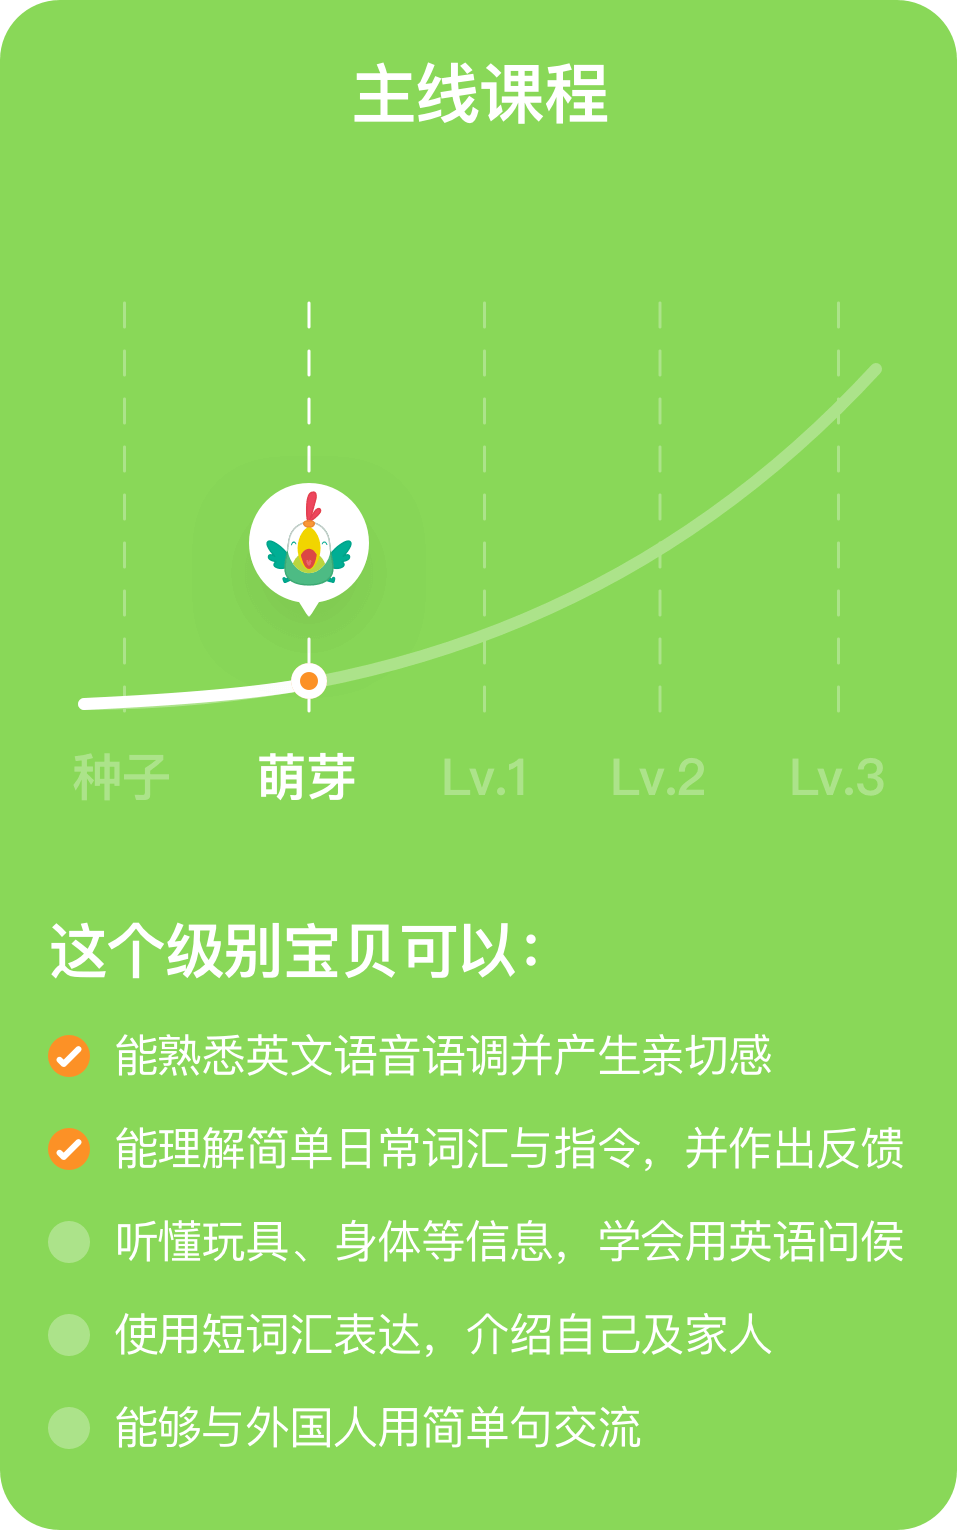 主线课程
种子 萌芽 Lv.1 Lv.2 Lv.3
这个级别宝贝可以：
能熟悉英文语音语调并产生亲切感
能理解简单日常词汇与指令，并作出反馈
听懂玩具、身体等信息，学会用英语问侯
使用短词汇表达，介绍自己及家人
能够与外国人用简单句交流